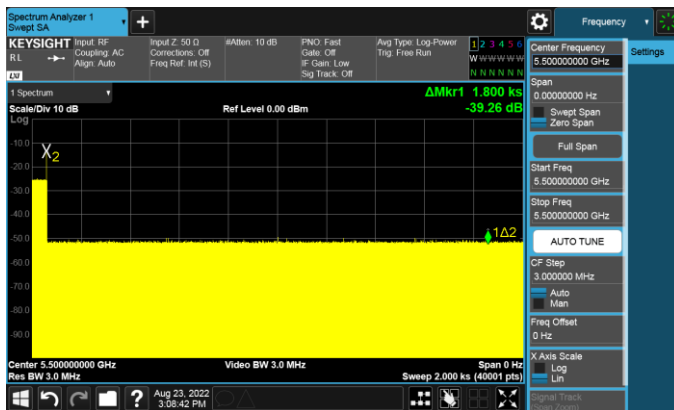 Spectrum Analyzer 1
Swept SA
+
Frequency
KEYSIGHT
RL
LXI
Input: RF
Coupling: AC
Align: Auto
Input Z: 50 Ω
Corrections: Off
Freq Ref: Int (S)
#Atten: 10 dB
PNO: Fast
Gate: Off
IF Gain: Low
Sig Track: Off
Avg Type: Log-Power
Trig: Free Run
1 2 3 4 5 6
W W W W W W
N N N N N N
1 Spectrum
ΔMkr1 1.800 ks
-39.26 dB
Scale/Div 10 dB
Ref Level 0.00 dBm
Log
-10.0
-20.0
-30.0
-40.0
-50.0
-60.0
-70.0
-80.0
-90.0
X2
1Δ2
Center 5.500000000 GHz
Res BW 3.0 MHz
Video BW 3.0 MHz
Span 0 Hz
Sweep 2.000 ks (40001 pts)
Aug 23, 2022
3:08:42 PM
?
Settings
Center Frequency
5.500000000 GHz
Span
0.00000000 Hz
Swept Span
Zero Span
Full Span
Start Freq
5.500000000 GHz
Stop Freq
5.500000000 GHz
AUTO TUNE
CF Step
3.000000 MHz
Auto
Man
Freq Offset
0 Hz
X Axis Scale
Log
Lin
Signal Track
(Span Zoom)